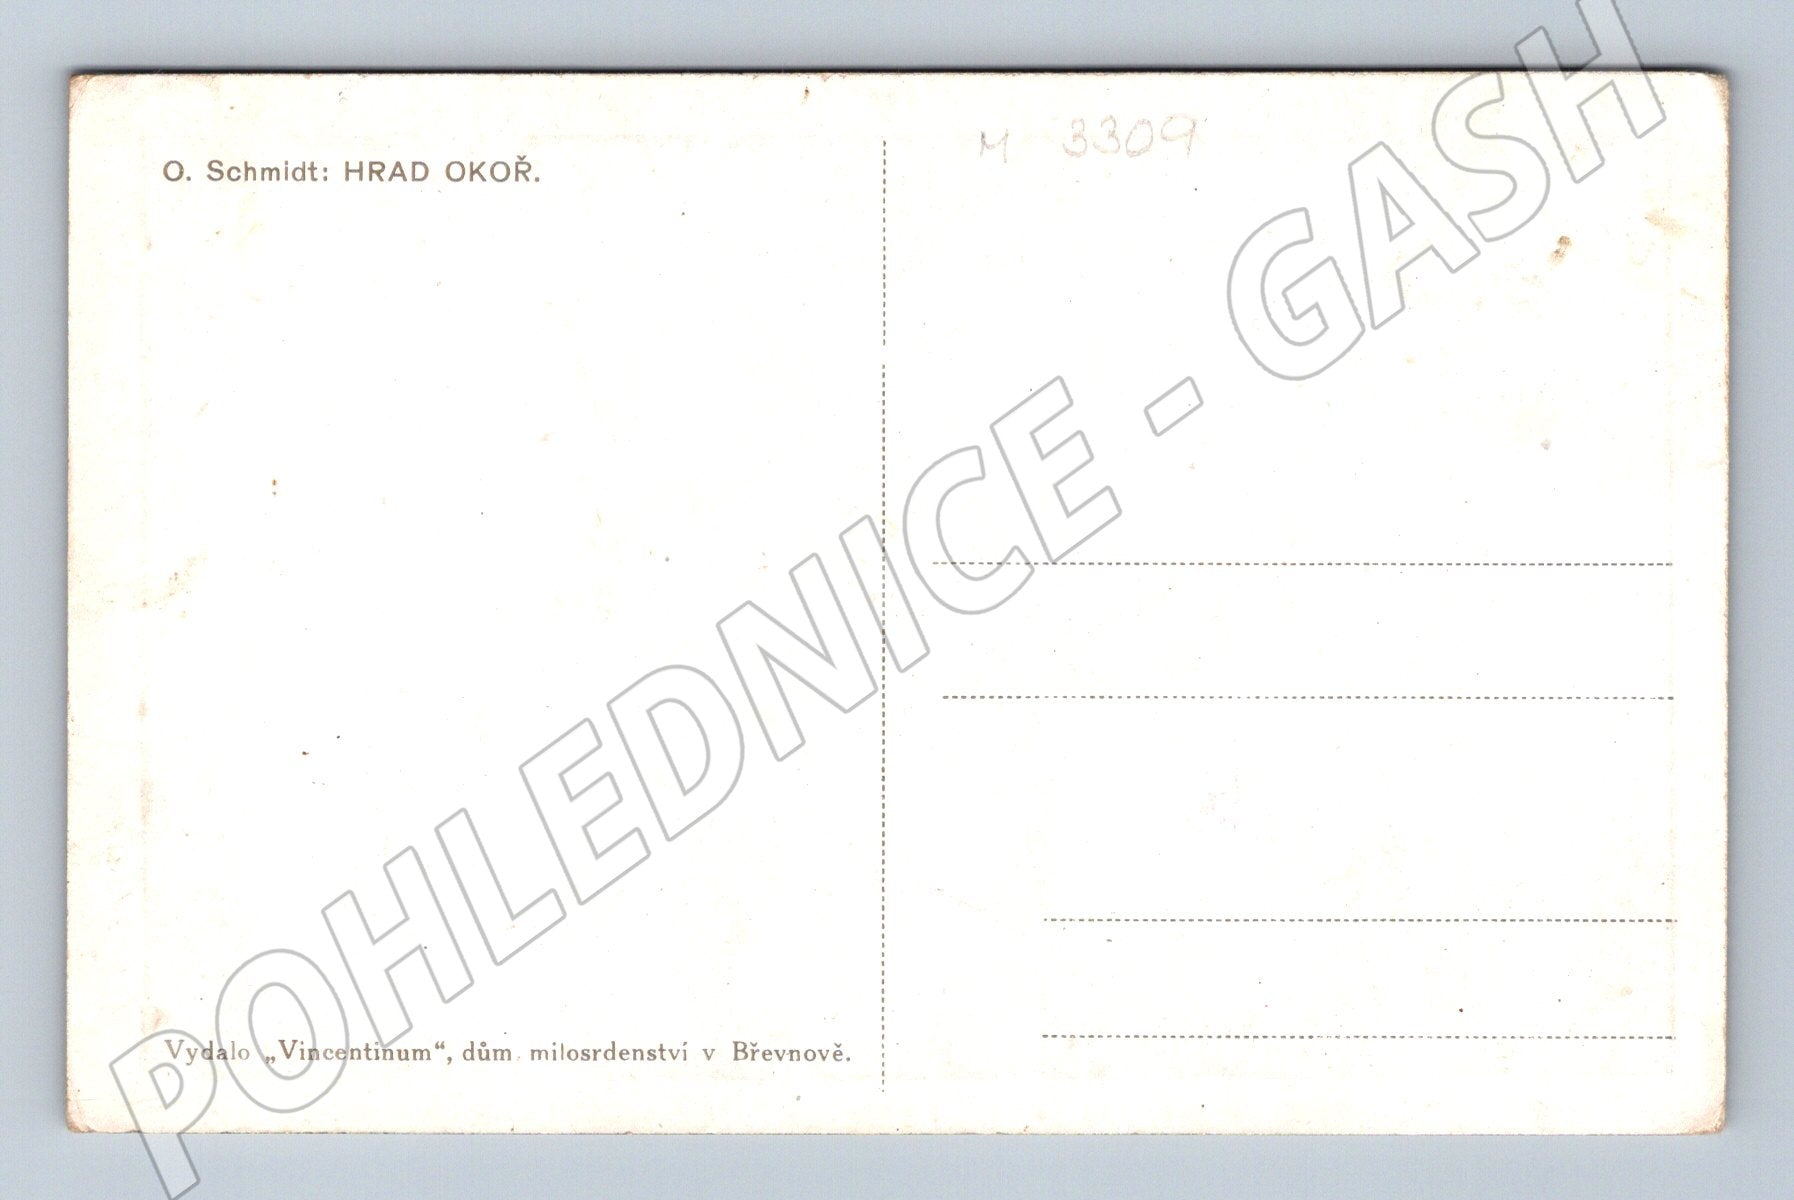 M 3309
O. Schmidt: HRAD OKOŘ.
POHLEDNICE - GASH
Vydalo „Vincentinum“, dům milosrdenství v Břevnově.